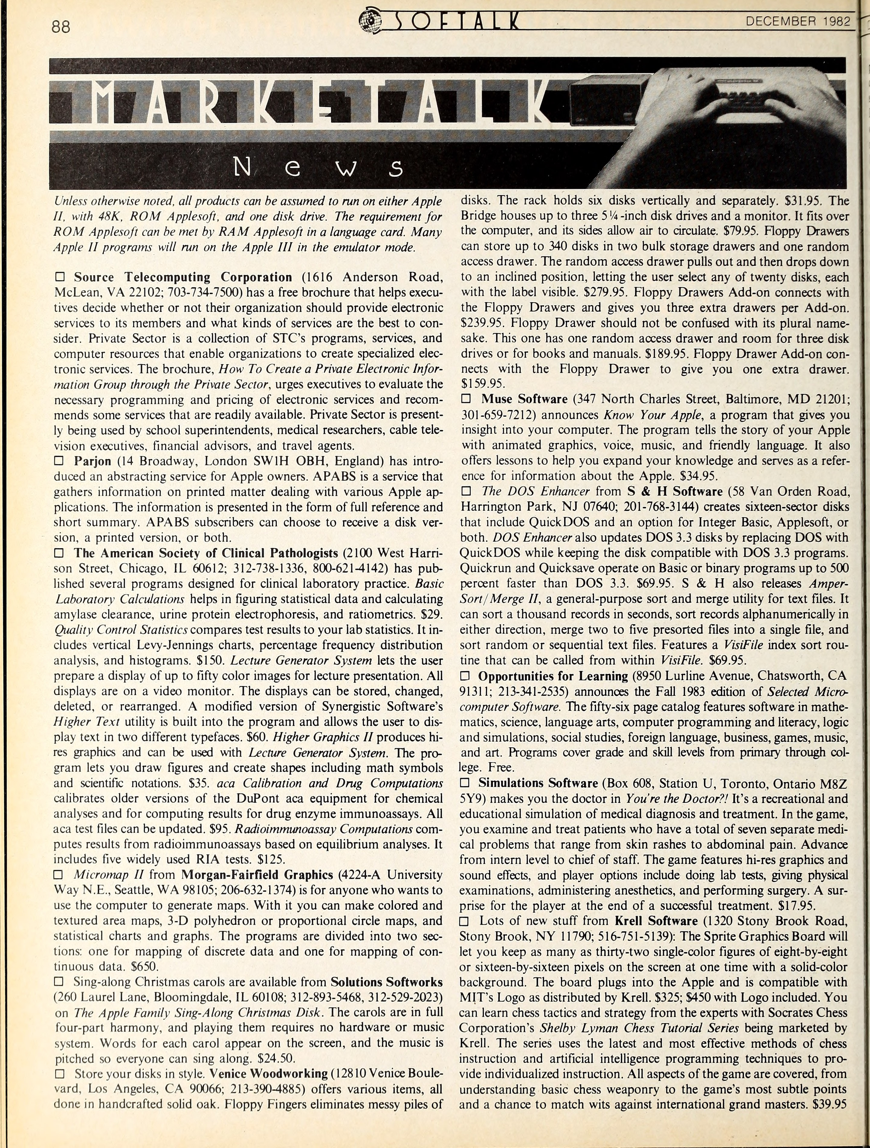 88
SOFTALK
DECEMBER 1982
MARKETALK
News
Unless otherwise noted, all products can be assumed to run on either Apple
II, with 48K, ROM Applesoft, and one disk drive. The requirement for
ROM Applesoft can be met by RAM Applesoft in a language card. Many
Apple II programs will run on the Apple III in the emulator mode.
□ Source Telecomputing Corporation (1616 Anderson Road,
McLean, VA 22102; 703-734-7500) has a free brochure that helps execu-
tives decide whether or not their organization should provide electronic
services to its members and what kinds of services are the best to con-
sider. Private Sector is a collection of STC's programs, services, and
computer resources that enable organizations to create specialized elec-
tronic services. The brochure, How To Create a Private Electronic Infor-
mation Group through the Private Sector, urges executives to evaluate the
necessary programming and pricing of electronic services and recom-
mends some services that are readily available. Private Sector is present-
ly being used by school superintendents, medical researchers, cable tele-
vision executives, financial advisors, and travel agents.
□ Parjon (14 Broadway, London SW1H OBH, England) has intro-
duced an abstracting service for Apple owners. APABS is a service that
gathers information on printed matter dealing with various Apple ap-
plications. The information is presented in the form of full reference and
short summary. APABS subscribers can choose to receive a disk ver-
sion, a printed version, or both.
□ The American Society of Clinical Pathologists (2100 West Harri-
son Street, Chicago, IL 60612; 312-738-1336, 800-621-4142) has pub-
lished several programs designed for clinical laboratory practice. Basic
Laboratory Calculations helps in figuring statistical data and calculating
amylase clearance, urine protein electrophoresis, and ratiometrics. $29.
Quality Control Statistics compares test results to your lab statistics. It in-
cludes vertical Levy-Jennings charts, percentage frequency distribution
analysis, and histograms. $150. Lecture Generator System lets the user
prepare a display of up to fifty color images for lecture presentation. All
displays are on a video monitor. The displays can be stored, changed,
deleted, or rearranged. A modified version of Synergistic Software's
Higher Text utility is built into the program and allows the user to dis-
play text in two different typefaces. $60. Higher Graphics II produces hi-
res graphics and can be used with Lecture Generator System. The pro-
gram lets you draw figures and create shapes including math symbols
and scientific notations. $35. aca Calibration and Drug Computations
calibrates older versions of the DuPont aca equipment for chemical
analyses and for computing results for drug enzyme immunoassays. All
aca test files can be updated. $95. Radioimmunoassay Computations com-
putes results from radioimmunoassays based on equilibrium analyses. It
includes five widely used RIA tests. $125.
□ Micromap II from Morgan-Fairfield Graphics (4224-A University
Way N.E., Seattle, WA 98105; 206-632-1374) is for anyone who wants to
use the computer to generate maps. With it you can make colored and
textured area maps, 3-D polyhedron or proportional circle maps, and
statistical charts and graphs. The programs are divided into two sec-
tions: one for mapping of discrete data and one for mapping of con-
tinuous data. $650.
□ Sing-along Christmas carols are available from Solutions Softworks
(260 Laurel Lane, Bloomingdale, IL 60108; 312-893-5468, 312-529-2023)
on The Apple Family Sing-Along Christmas Disk. The carols are in full
four-part harmony, and playing them requires no hardware or music
system. Words for each carol appear on the screen, and the music is
pitched so everyone can sing along. $24.50.
□ Store your disks in style. Venice Woodworking (12810 Venice Boule-
vard, Los Angeles, CA 90066; 213-390-4885) offers various items, all
done in handcrafted solid oak. Floppy Fingers eliminates messy piles of
disks. The rack holds six disks vertically and separately. $31.95. The
Bridge houses up to three 5¼-inch disk drives and a monitor. It fits over
the computer, and its sides allow air to circulate. $79.95. Floppy Drawers
can store up to 340 disks in two bulk storage drawers and one random
access drawer. The random access drawer pulls out and then drops down
to an inclined position, letting the user select any of twenty disks, each
with the label visible. $279.95. Floppy Drawers Add-on connects with
the Floppy Drawers and gives you three extra drawers per Add-on.
$239.95. Floppy Drawer should not be confused with its plural name-
sake. This one has one random access drawer and room for three disk
drives or for books and manuals. $189.95. Floppy Drawer Add-on con-
nects with the Floppy Drawer to give you one extra drawer.
$159.95.
□ Muse Software (347 North Charles Street, Baltimore, MD 21201;
301-659-7212) announces Know Your Apple, a program that gives you
insight into your computer. The program tells the story of your Apple
with animated graphics, voice, music, and friendly language. It also
offers lessons to help you expand your knowledge and serves as a refer-
ence for information about the Apple. $34.95.
□ The DOS Enhancer from S & H Software (58 Van Orden Road,
Harrington Park, NJ 07640; 201-768-3144) creates sixteen-sector disks
that include QuickDOS and an option for Integer Basic, Applesoft, or
both. DOS Enhancer also updates DOS 3.3 disks by replacing DOS with
QuickDOS while keeping the disk compatible with DOS 3.3 programs.
Quickrun and Quicksave operate on Basic or binary programs up to 500
percent faster than DOS 3.3. $69.95. S & H also releases Amper-
Sort/Merge II, a general-purpose sort and merge utility for text files. It
can sort a thousand records in seconds, sort records alphanumerically in
either direction, merge two to five presorted files into a single file, and
sort random or sequential text files. Features a VisiFile index sort rou-
tine that can be called from within VisiFile. $69.95.
□ Opportunities for Learning (8950 Lurline Avenue, Chatsworth, CA
91311; 213-341-2535) announces the Fall 1983 edition of Selected Micro-
computer Software. The fifty-six page catalog features software in mathe-
matics, science, language arts, computer programming and literacy, logic
and simulations, social studies, foreign language, business, games, music,
and art. Programs cover grade and skill levels from primary through col-
lege. Free.
□ Simulations Software (Box 608, Station U, Toronto, Ontario M8Z
5Y9) makes you the doctor in You're the Doctor?! It's a recreational and
educational simulation of medical diagnosis and treatment. In the game,
you examine and treat patients who have a total of seven separate medi-
cal problems that range from skin rashes to abdominal pain. Advance
from intern level to chief of staff. The game features hi-res graphics and
sound effects, and player options include doing lab tests, giving physical
examinations, administering anesthetics, and performing surgery. A sur-
prise for the player at the end of a successful treatment. $17.95.
□ Lots of new stuff from Krell Software (1320 Stony Brook Road,
Stony Brook, NY 11790; 516-751-5139): The Sprite Graphics Board will
let you keep as many as thirty-two single-color figures of eight-by-eight
or sixteen-by-sixteen pixels on the screen at one time with a solid-color
background. The board plugs into the Apple and is compatible with
MIT's Logo as distributed by Krell. $325; $450 with Logo included. You
can learn chess tactics and strategy from the experts with Socrates Chess
Corporation's Shelby Lyman Chess Tutorial Series being marketed by
Krell. The series uses the latest and most effective methods of chess
instruction and artificial intelligence programming techniques to pro-
vide individualized instruction. All aspects of the game are covered, from
understanding basic chess weaponry to the game's most subtle points
and a chance to match wits against international grand masters. $39.95